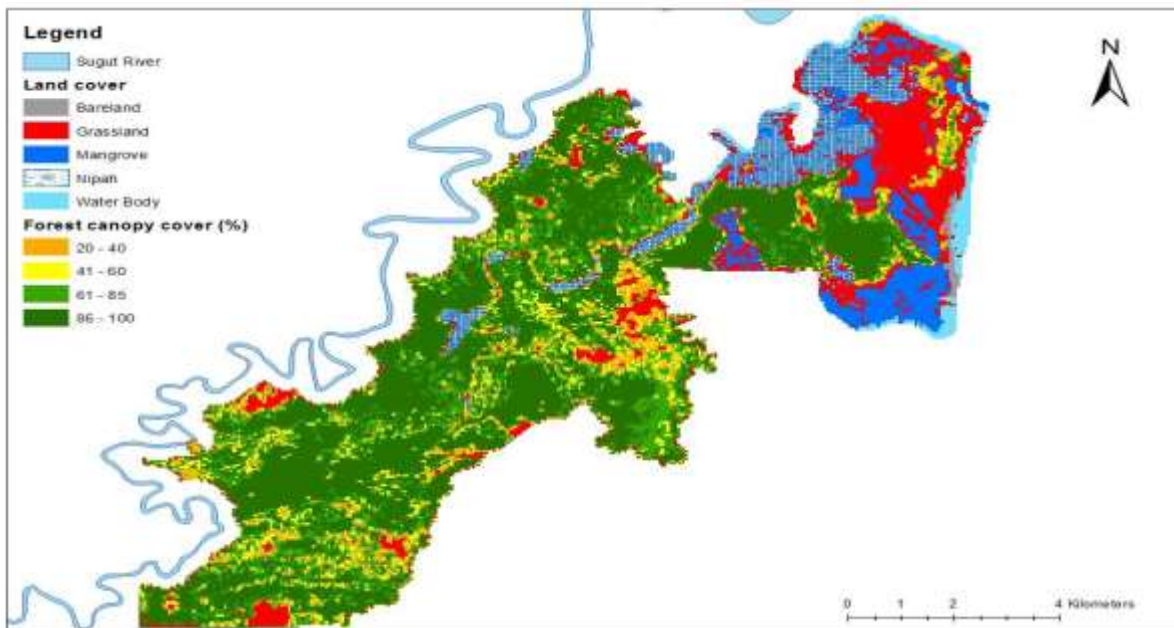 Legend
Sugut River
Land cover
Bareland
Grassland
Mangrove
Nipah
Water Body
Forest canopy cover (%)
20 - 40
41 - 60
61 - 85
86 - 100
N
0 1 2 4 Kilometers